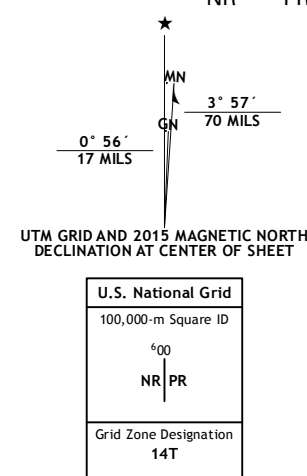 NR PR
★
MN
GN
3° 57´
70 MILS
0° 56´
17 MILS
UTM GRID AND 2015 MAGNETIC NORTH
DECLINATION AT CENTER OF SHEET
U.S. National Grid
100,000-m Square ID
⁶00
NR PR
Grid Zone Designation
14T